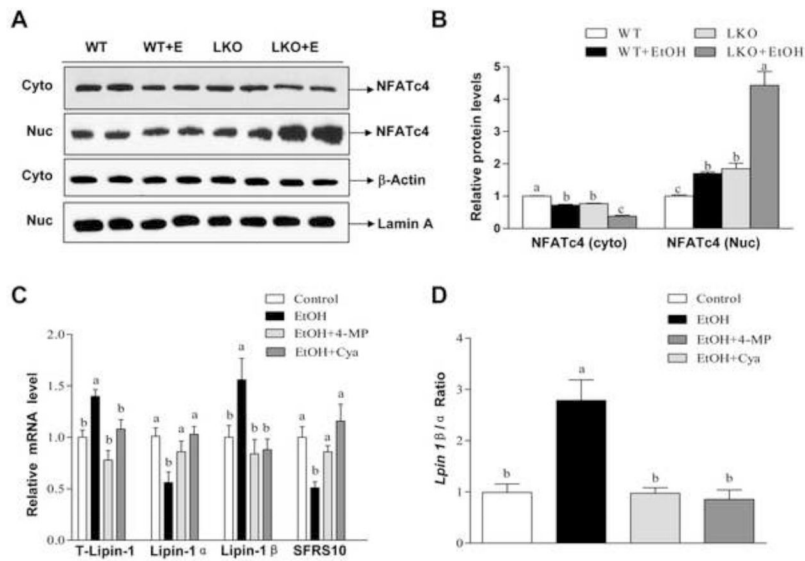 A
WT WT+E LKO LKO+E
Cyto NFATc4
Nuc NFATc4
Cyto β-Actin
Nuc Lamin A
B
WT LKO
WT+EtOH LKO+EtOH
Relative protein levels
5
4
3
2
1
0
a b b c c b b a
NFATc4 (cyto) NFATc4 (Nuc)
C
Control
EtOH
EtOH+4-MP
EtOH+Cya
Relative mRNA level
2.0
1.5
1.0
0.5
0.0
b a b b a b a a b a b b a b a a
T-Lipin-1 Lipin-1 α Lipin-1 β SFRS10
D
Control
EtOH
EtOH+4-MP
EtOH+Cya
Lpin 1 β/α Ratio
4
3
2
1
0
b a b b